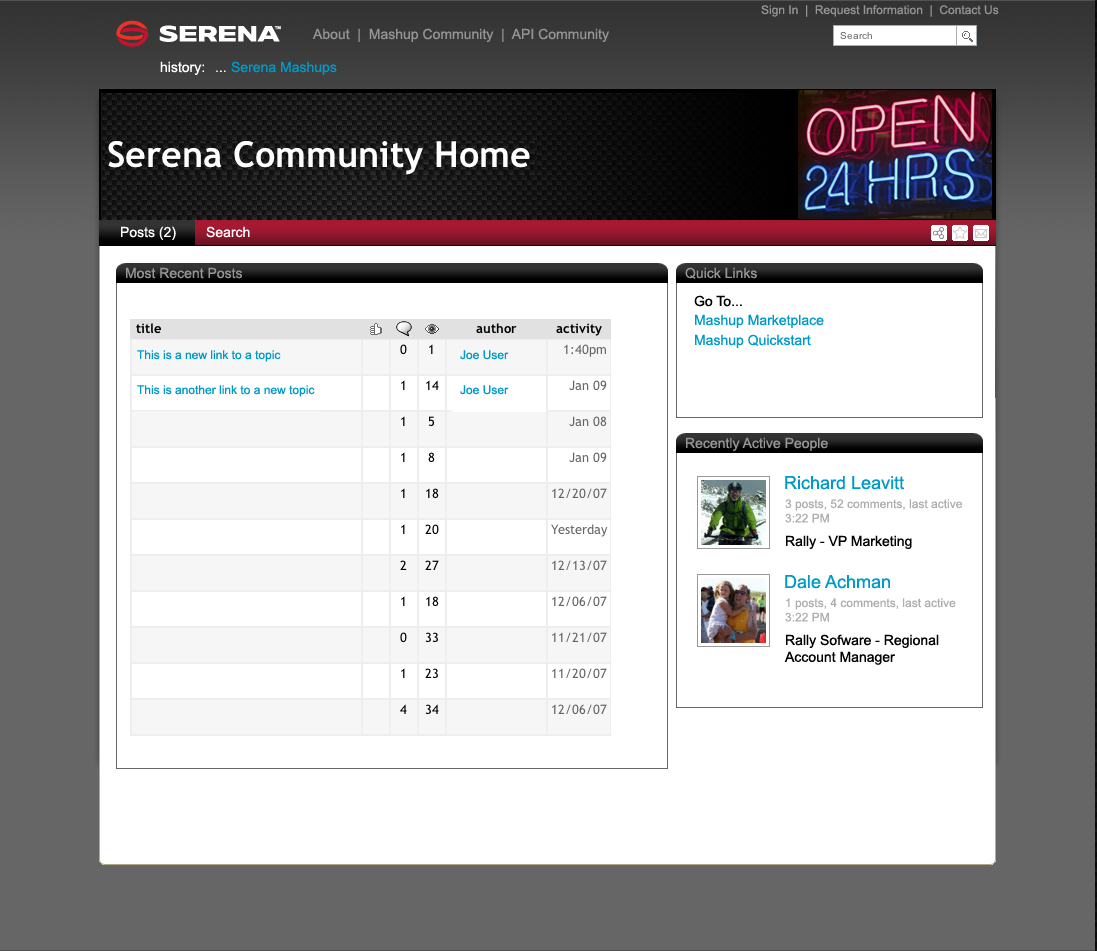 Sign In | Request Information | Contact Us
SERENA™
About | Mashup Community | API Community
Search
history: ... Serena Mashups
Serena Community Home
OPEN
24 HRS
Posts (2) Search
Most Recent Posts
title author activity
This is a new link to a topic 0 1 Joe User 1:40pm
This is another link to a new topic 1 14 Joe User Jan 09
1 5 Jan 08
1 8 Jan 09
1 18 12/20/07
1 20 Yesterday
2 27 12/13/07
1 18 12/06/07
0 33 11/21/07
1 23 11/20/07
4 34 12/06/07
Quick Links
Go To...
Mashup Marketplace
Mashup Quickstart
Recently Active People
Richard Leavitt
3 posts, 52 comments, last active
3:22 PM
Rally - VP Marketing
Dale Achman
1 posts, 4 comments, last active
3:22 PM
Rally Sofware - Regional
Account Manager